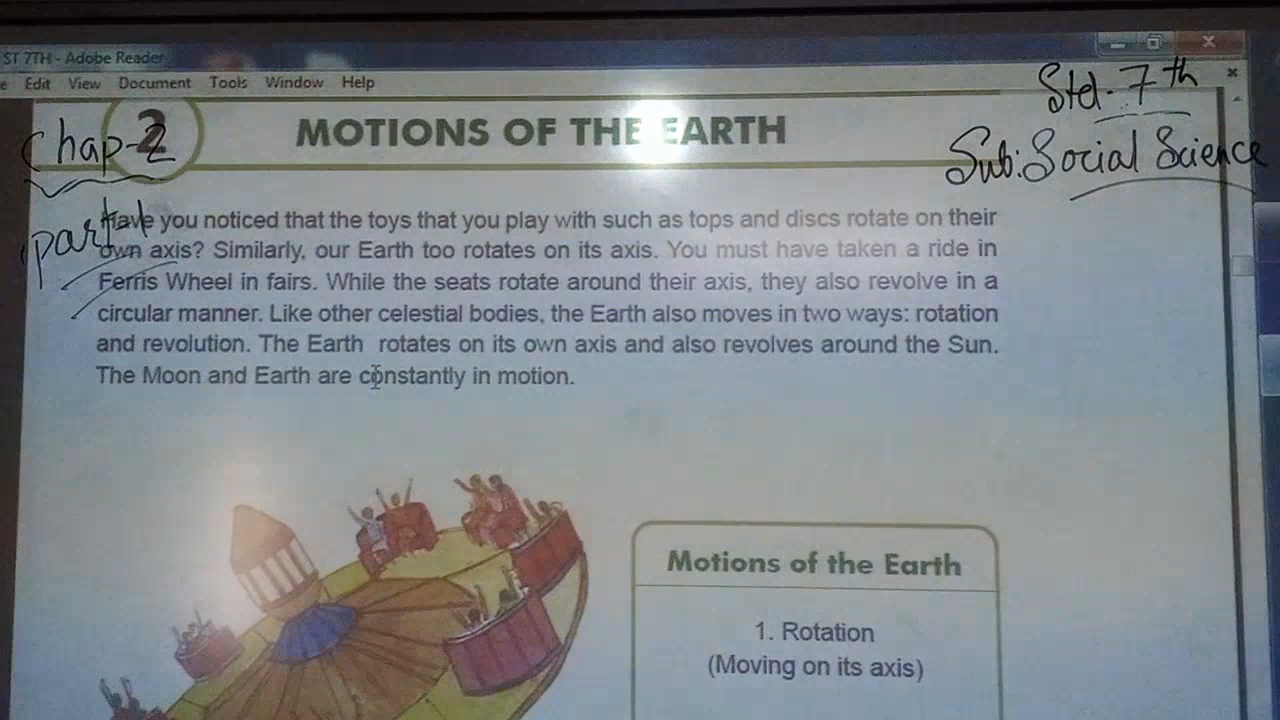 ST 7TH - Adobe Reader
e Edit View Document Tools Window Help
Std - 7th
Sub: Social Science
Chap-2
2
MOTIONS OF THE EARTH
part 1
Have you noticed that the toys that you play with such as tops and discs rotate on their
own axis? Similarly, our Earth too rotates on its axis. You must have taken a ride in
Ferris Wheel in fairs. While the seats rotate around their axis, they also revolve in a
circular manner. Like other celestial bodies, the Earth also moves in two ways: rotation
and revolution. The Earth rotates on its own axis and also revolves around the Sun.
The Moon and Earth are constantly in motion.
Motions of the Earth
1. Rotation
(Moving on its axis)